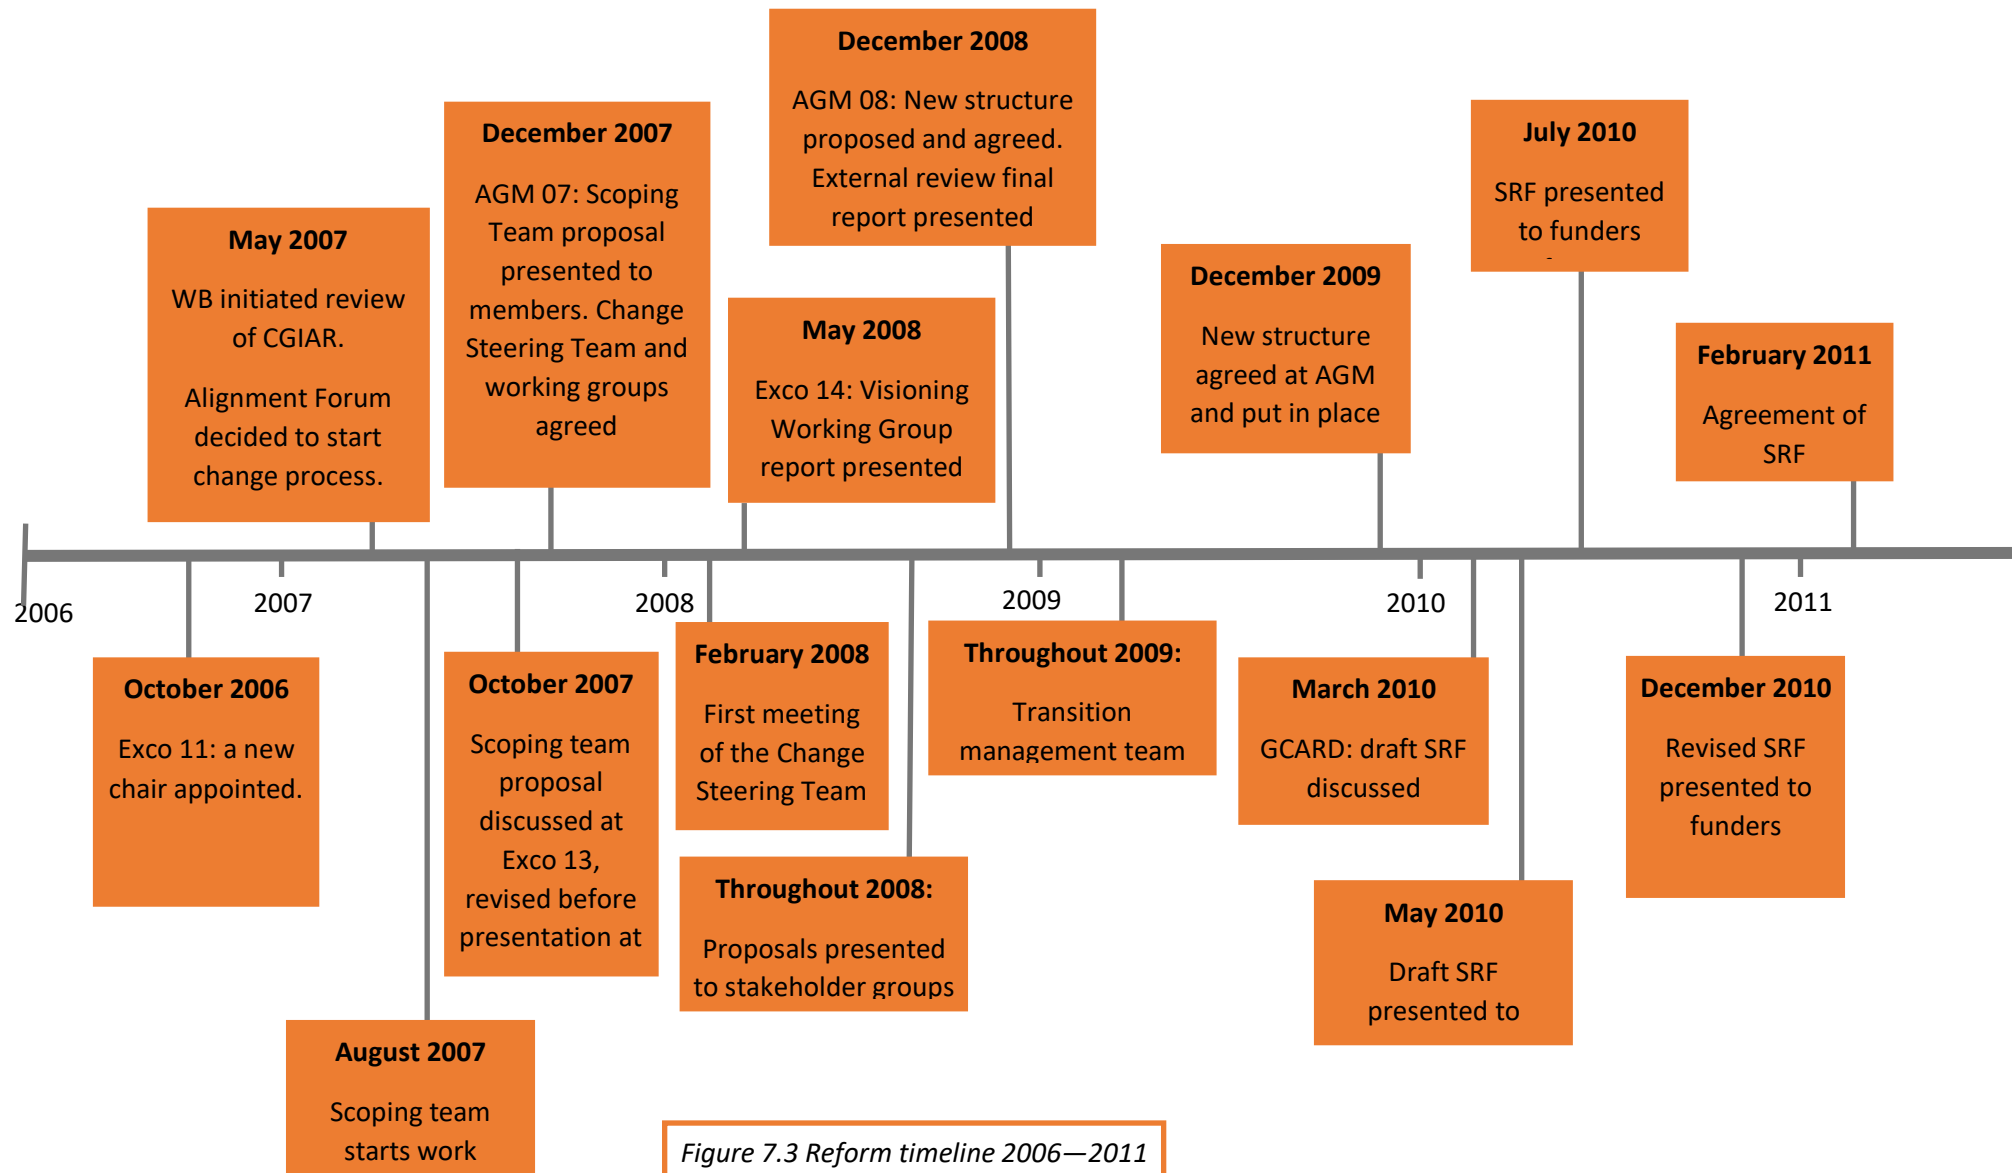 December 2008
AGM 08: New structure
proposed and agreed.
External review final
report presented
December 2007
AGM 07: Scoping
Team proposal
presented to
members. Change
Steering Team and
working groups
agreed
July 2010
SRF presented
to funders
May 2007
WB initiated review
of CGIAR.
Alignment Forum
decided to start
change process.
December 2009
New structure
agreed at AGM
and put in place
May 2008
Exco 14: Visioning
Working Group
report presented
February 2011
Agreement of
SRF
2006
2007
2008
2009
2010
2011
October 2006
Exco 11: a new
chair appointed.
October 2007
Scoping team
proposal
discussed at
Exco 13,
revised before
presentation at
February 2008
First meeting
of the Change
Steering Team
Throughout 2009:
Transition
management team
March 2010
GCARD: draft SRF
discussed
December 2010
Revised SRF
presented to
funders
Throughout 2008:
Proposals presented
to stakeholder groups
May 2010
Draft SRF
presented to
August 2007
Scoping team
starts work
Figure 7.3 Reform timeline 2006—2011